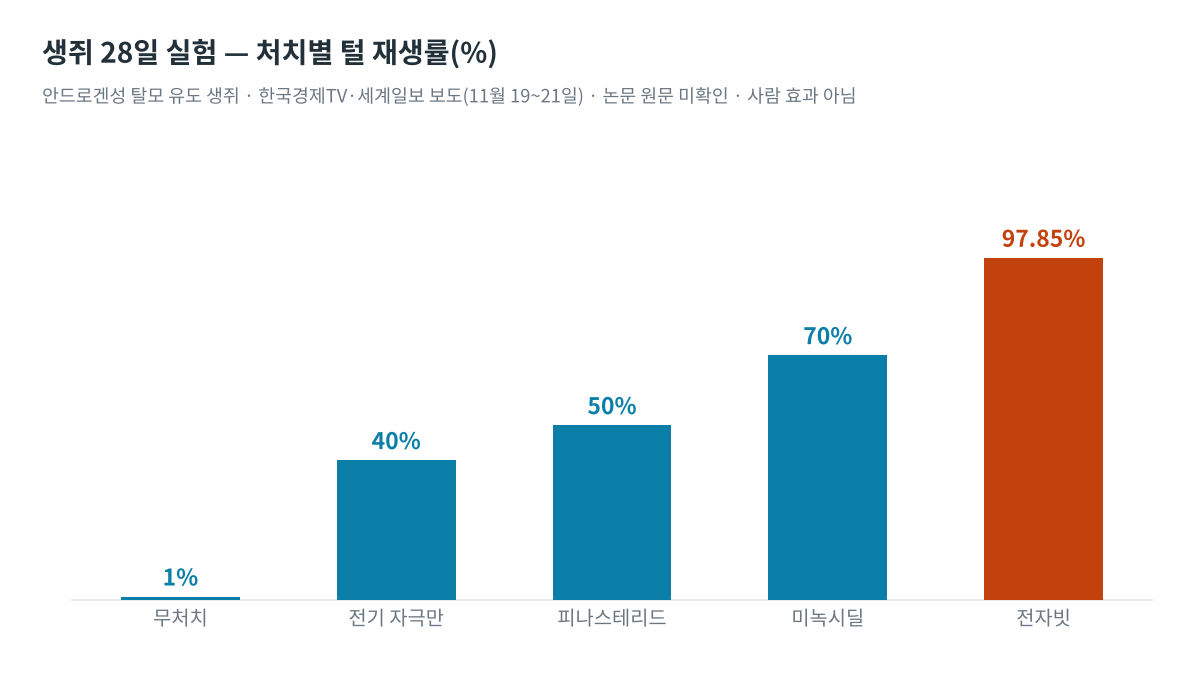 생쥐 28일 실험 — 처치별 털 재생률(%)
안드로겐성 탈모 유도 생쥐 · 한국경제TV·세계일보 보도(11월 19~21일) · 논문 원문 미확인 · 사람 효과 아님
97.85%
70%
50%
40%
1%
무처치 전기 자극만 피나스테리드 미녹시딜 전자빗